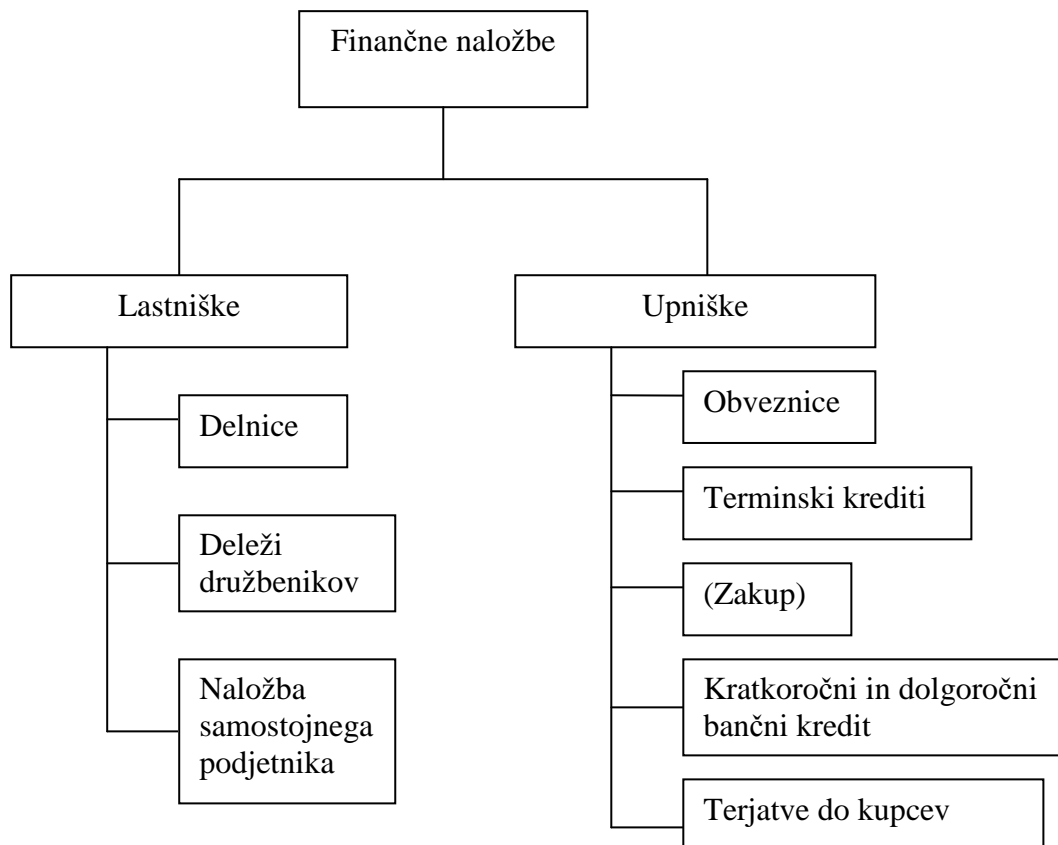 Finančne naložbe
Lastniške
Upniške
Delnice
Deleži
družbenikov
Naložba
samostojnega
podjetnika
Obveznice
Terminski krediti
(Zakup)
Kratkoročni in dolgoročni
bančni kredit
Terjatve do kupcev